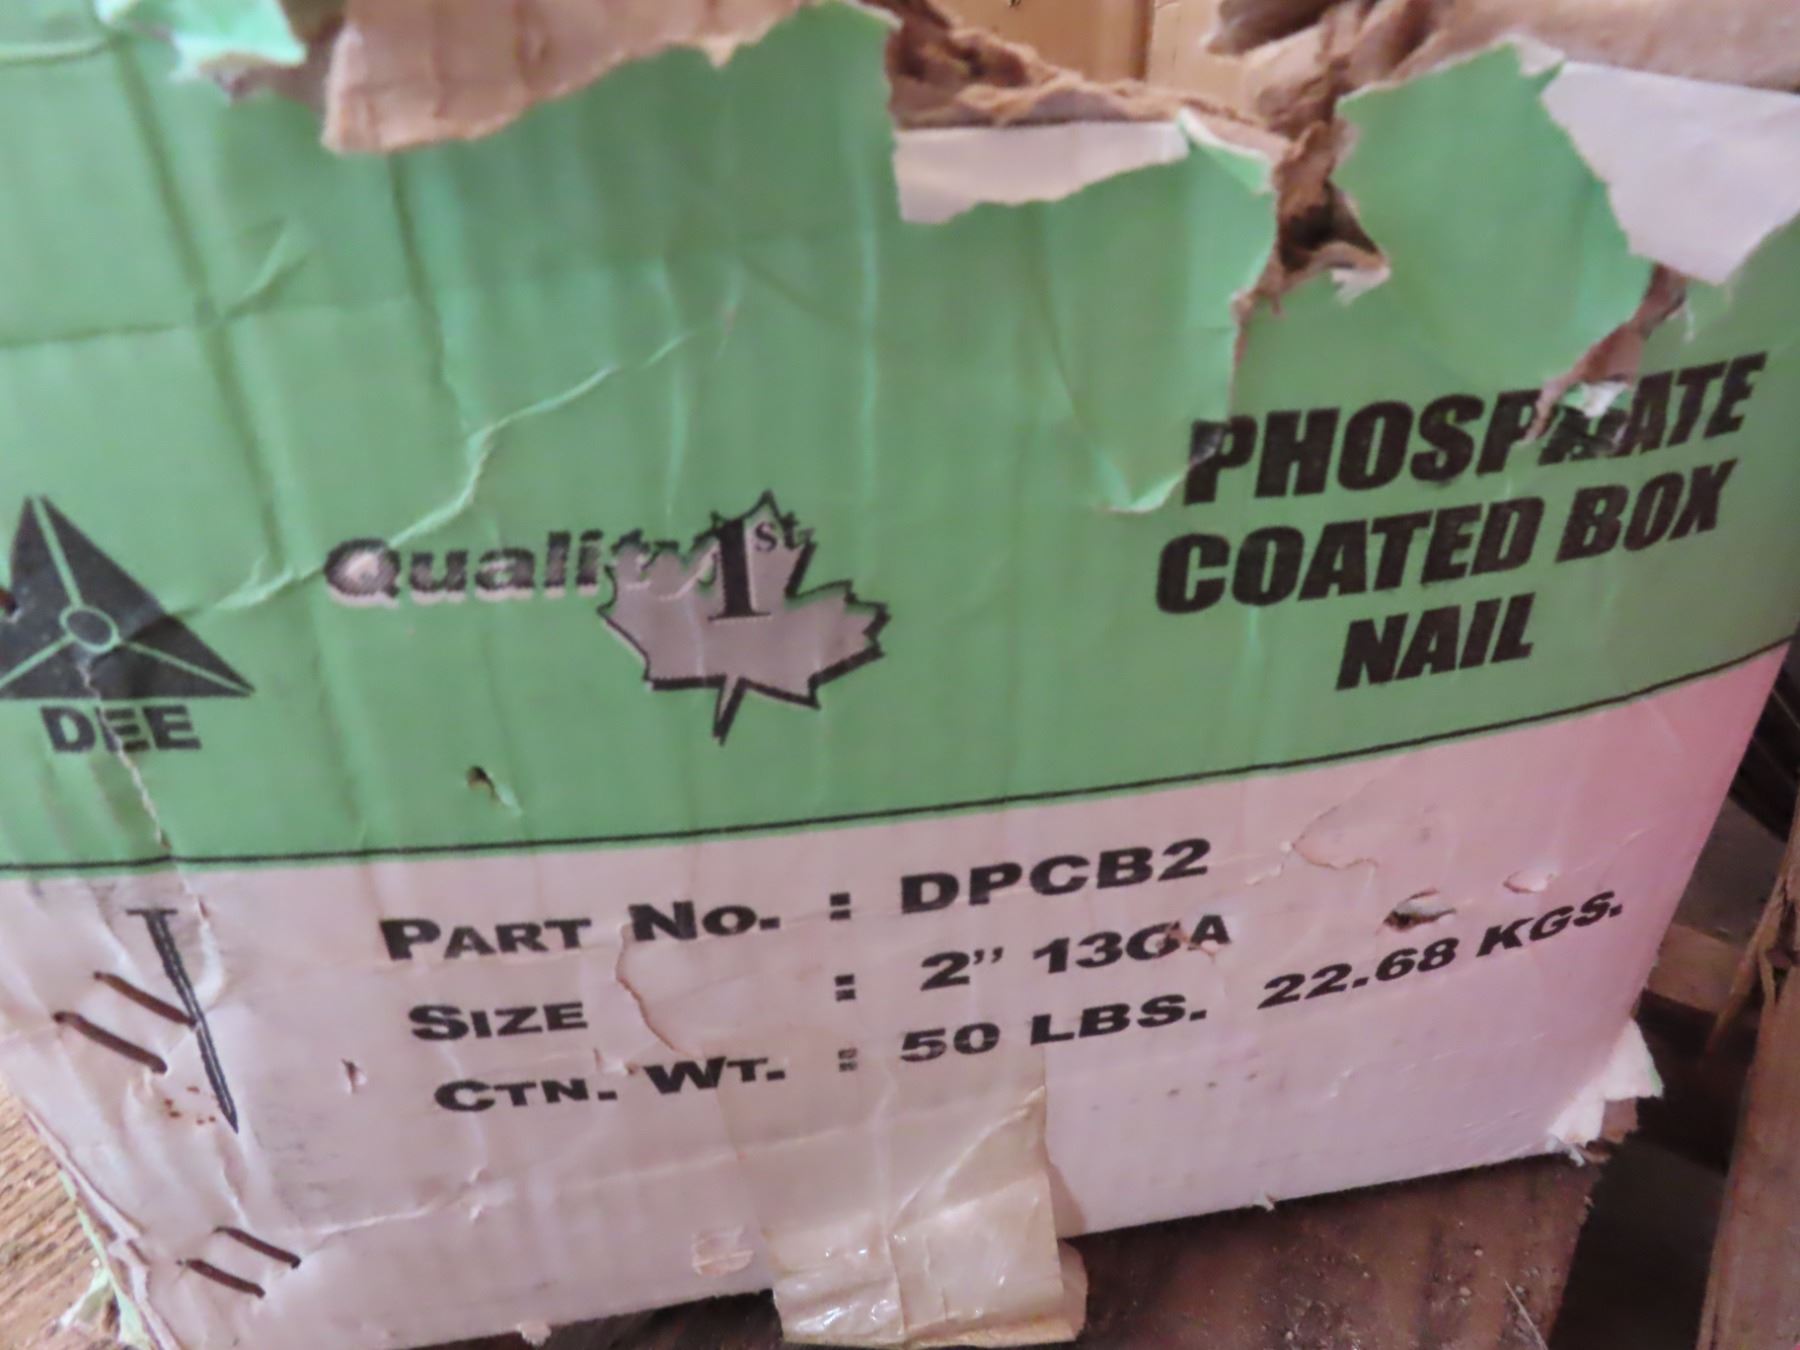 PHOSPHATE
COATED BOX
NAIL
Quality 1st
DEE
PART NO. : DPCB2
SIZE : 2” 13GA
CTN. WT. : 50 LBS. 22.68 KGS.